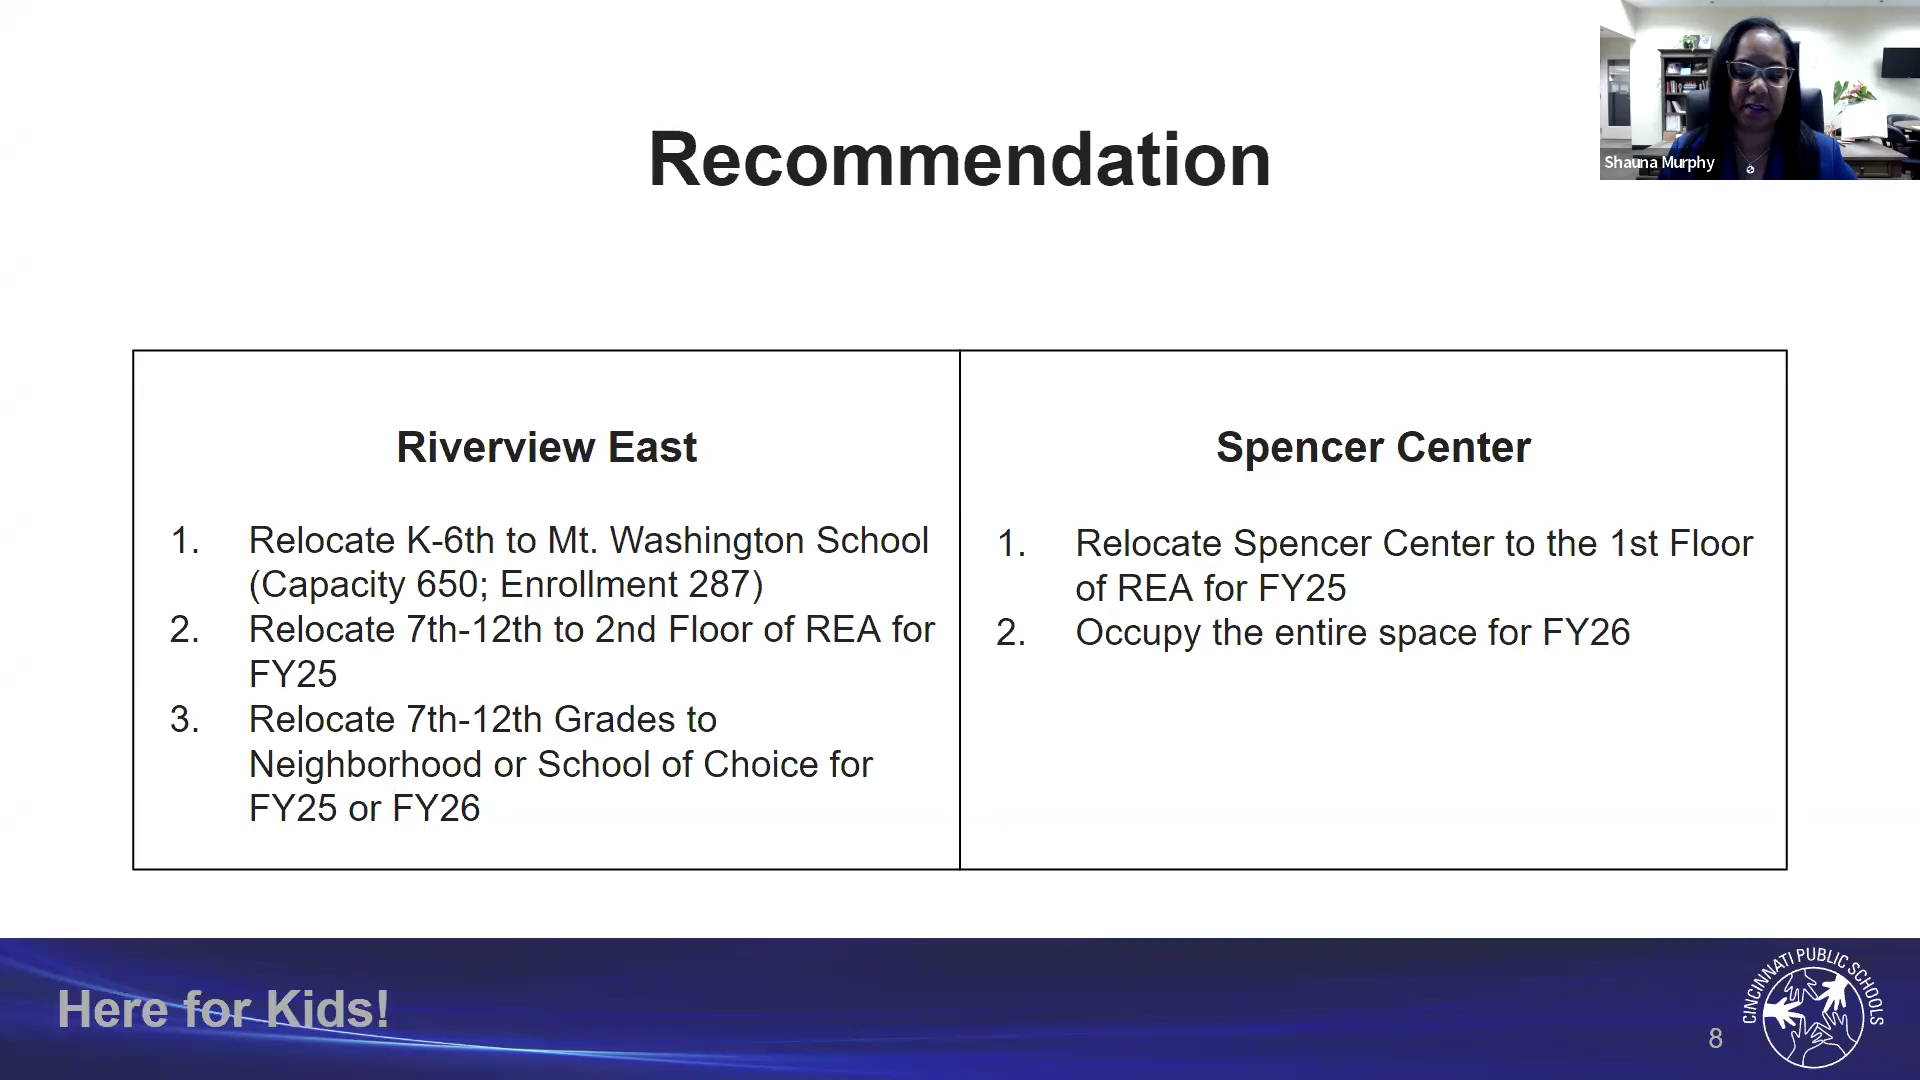 Shauna Murphy
Recommendation
Riverview East
1. Relocate K-6th to Mt. Washington School
(Capacity 650; Enrollment 287)
2. Relocate 7th-12th to 2nd Floor of REA for
FY25
3. Relocate 7th-12th Grades to
Neighborhood or School of Choice for
FY25 or FY26
Spencer Center
1. Relocate Spencer Center to the 1st Floor
of REA for FY25
2. Occupy the entire space for FY26
Here for Kids!
8
CINCINNATI PUBLIC SCHOOLS